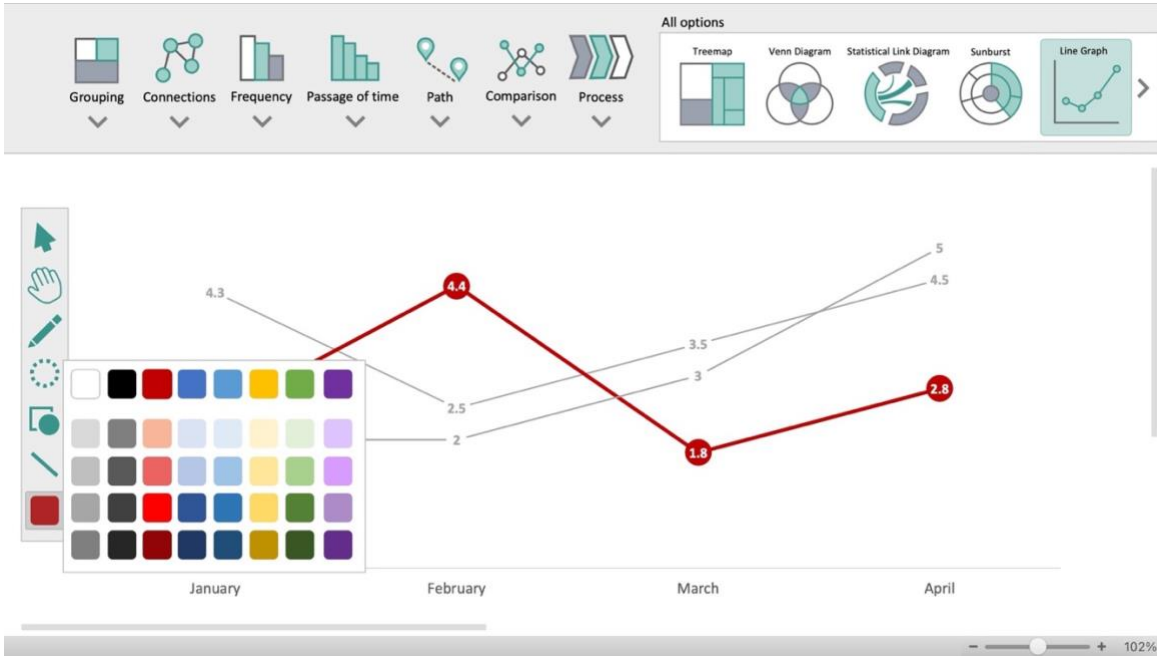 All options
Grouping Connections Frequency Passage of time Path Comparison Process
Treemap Venn Diagram Statistical Link Diagram Sunburst Line Graph
5
4.5
4.3
4.4
3.5
3
2.8
2.5
2
1.8
January February March April
102%